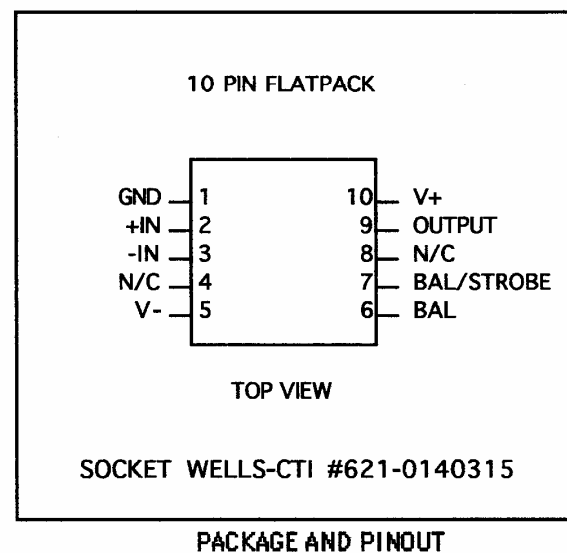 10 PIN FLATPACK
GND 1 10 V+
+IN 2 9 OUTPUT
-IN 3 8 N/C
N/C 4 7 BAL/STROBE
V- 5 6 BAL
TOP VIEW
SOCKET WELLS-CTI #621-0140315
PACKAGE AND PINOUT